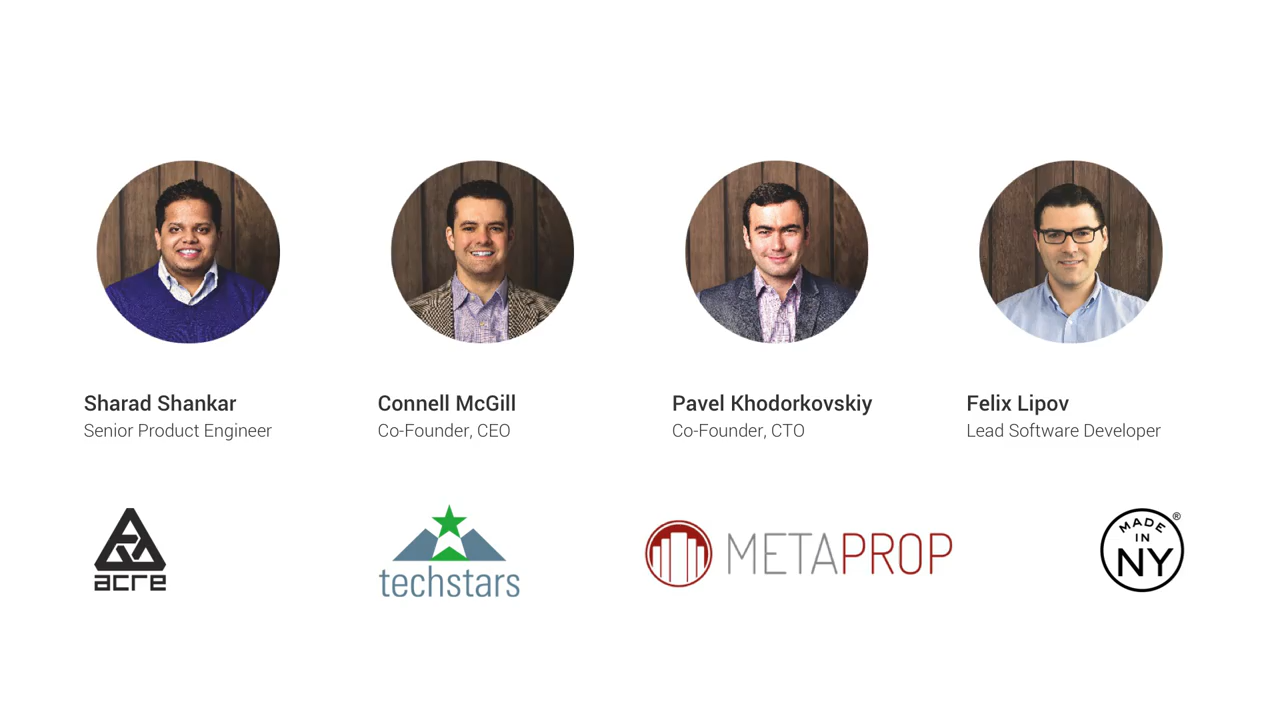 Sharad Shankar
Senior Product Engineer
Connell McGill
Co-Founder, CEO
Pavel Khodorkovskiy
Co-Founder, CTO
Felix Lipov
Lead Software Developer
acre
techstars
METAPROP
MADE
IN
NY
®